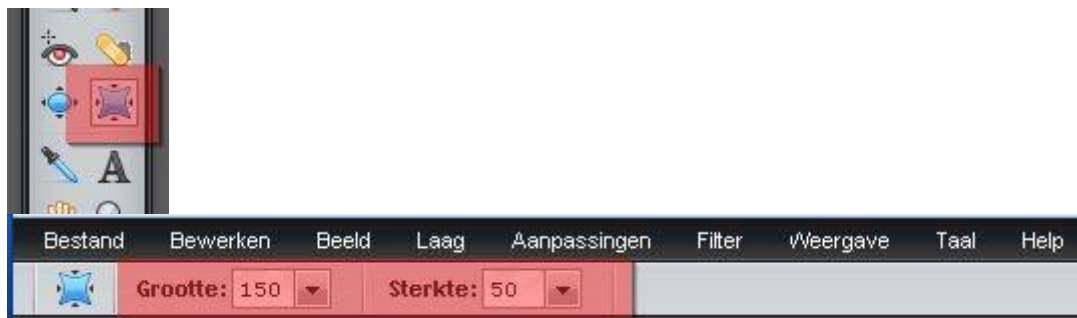 A
Bestand Bewerken Beeld Laag Aanpassingen Filter Weergave Taal Help
Grootte: 150 Sterkte: 50